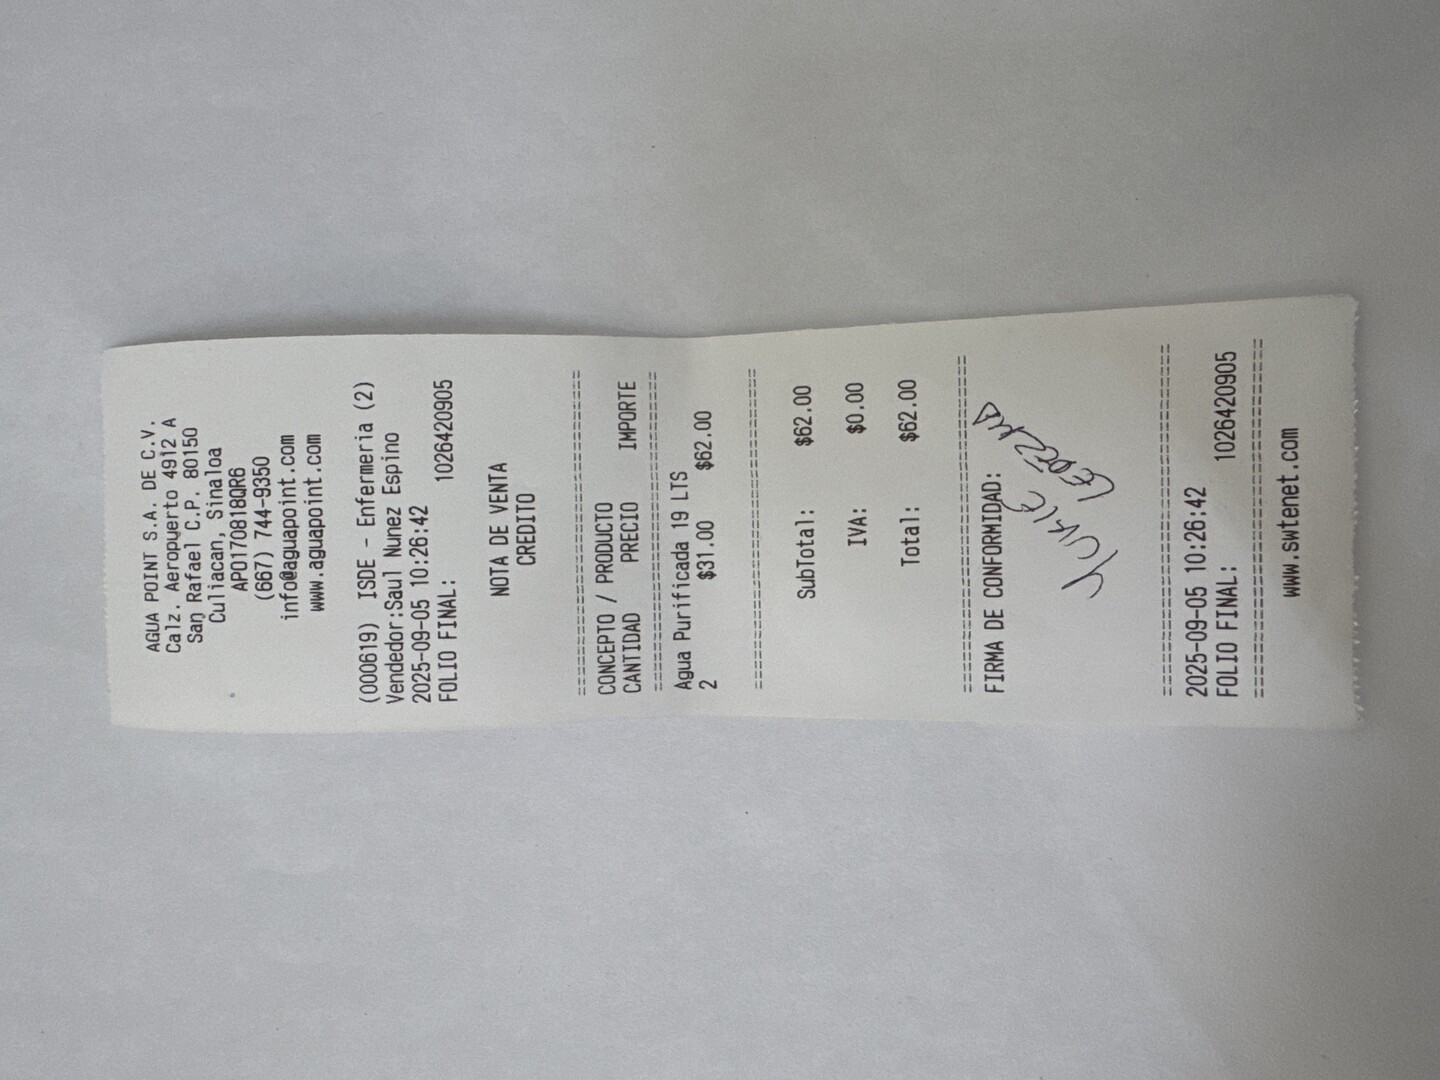 AGUA POINT S.A. DE C.V.
Calz. Aeropuerto 4912 A
San Rafael C.P. 80150
Culiacan, Sinaloa
APO170818QR6
(667) 744-9350
info@aguapoint.com
www.aguapoint.com
(000619) ISDE - Enfermeria (2)
Vendedor:Saul Nunez Espino
2025-09-05 10:26:42
FOLIO FINAL: 1026420905
NOTA DE VENTA
CREDITO
==============================
CONCEPTO / PRODUCTO
CANTIDAD PRECIO IMPORTE
==============================
Agua Purificada 19 LTS
2 $31.00 $62.00
==============================
SubTotal: $62.00
IVA: $0.00
Total: $62.00
==============================
FIRMA DE CONFORMIDAD:
==============================
2025-09-05 10:26:42
FOLIO FINAL: 1026420905
==============================
www.swtenet.com